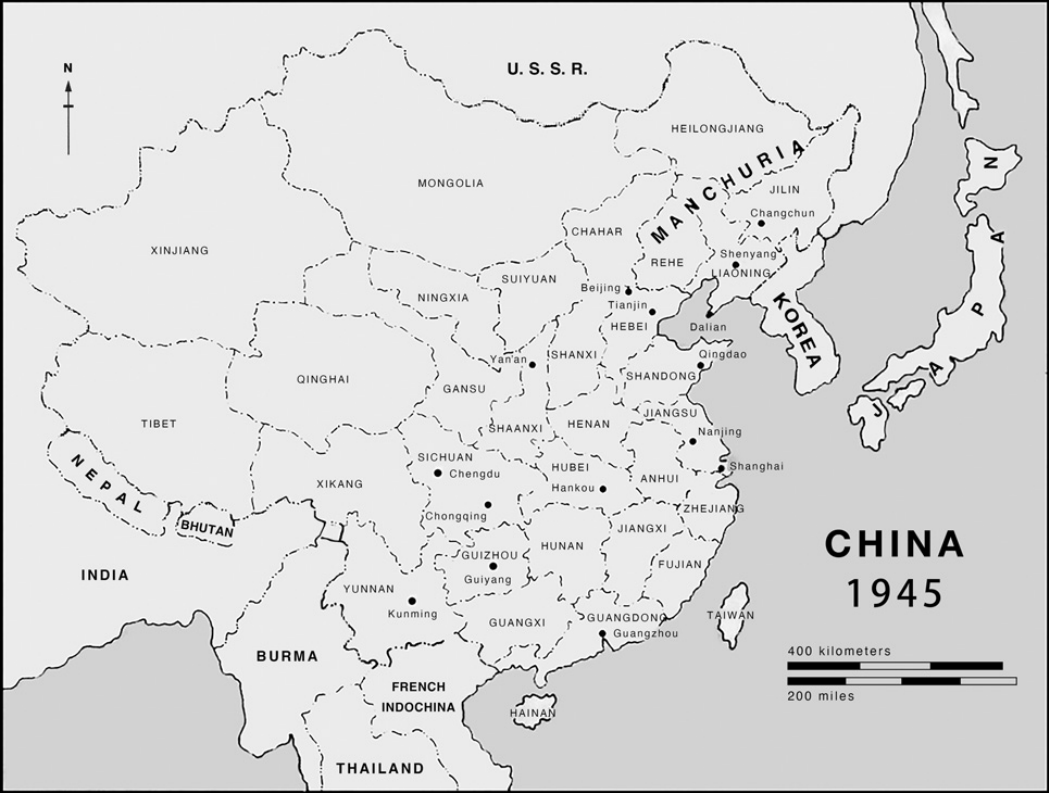 N
U. S. S. R.
HEILONGJIANG
MANCHURIA
MONGOLIA
JILIN
Changchun
XINJIANG
CHAHAR
REHE
Shenyang
LIAONING
SUIYUAN
NINGXIA
Beijing
Tianjin
HEBEI
Dalian
KOREA
JAPAN
Yan'an
SHANXI
Qingdao
SHANDONG
QINGHAI
GANSU
JIANGSU
TIBET
SHAANXI
HENAN
Nanjing
SICHUAN
Chengdu
HUBEI
Hankou
ANHUI
Shanghai
NEPAL
XIKANG
Chongqing
ZHEJIANG
BHUTAN
JIANGXI
HUNAN
GUIZHOU
Guiyang
FUJIAN
INDIA
YUNNAN
Kunming
GUANGXI
GUANGDONG
Guangzhou
TAIWAN
BURMA
FRENCH
INDOCHINA
HAINAN
THAILAND
CHINA
1945
400 kilometers
200 miles